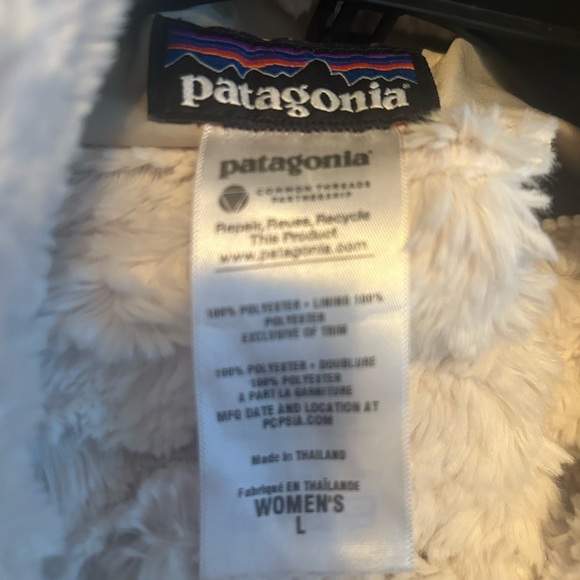 patagonia
patagonia
COMMON THREADS
PARTNERSHIP
Repair, Reuse, Recycle
This Product
www.patagonia.com
100% POLYESTER • LINING 100%
POLYESTER
EXCLUSIVE OF TRIM
100% POLYESTER • DOUBLURE
100% POLYESTER
A PART LA GARNITURE
MFG DATE AND LOCATION AT
PCPSIA.COM
Made in THAILAND
Fabriqué EN THAÏLANDE
WOMEN'S
L